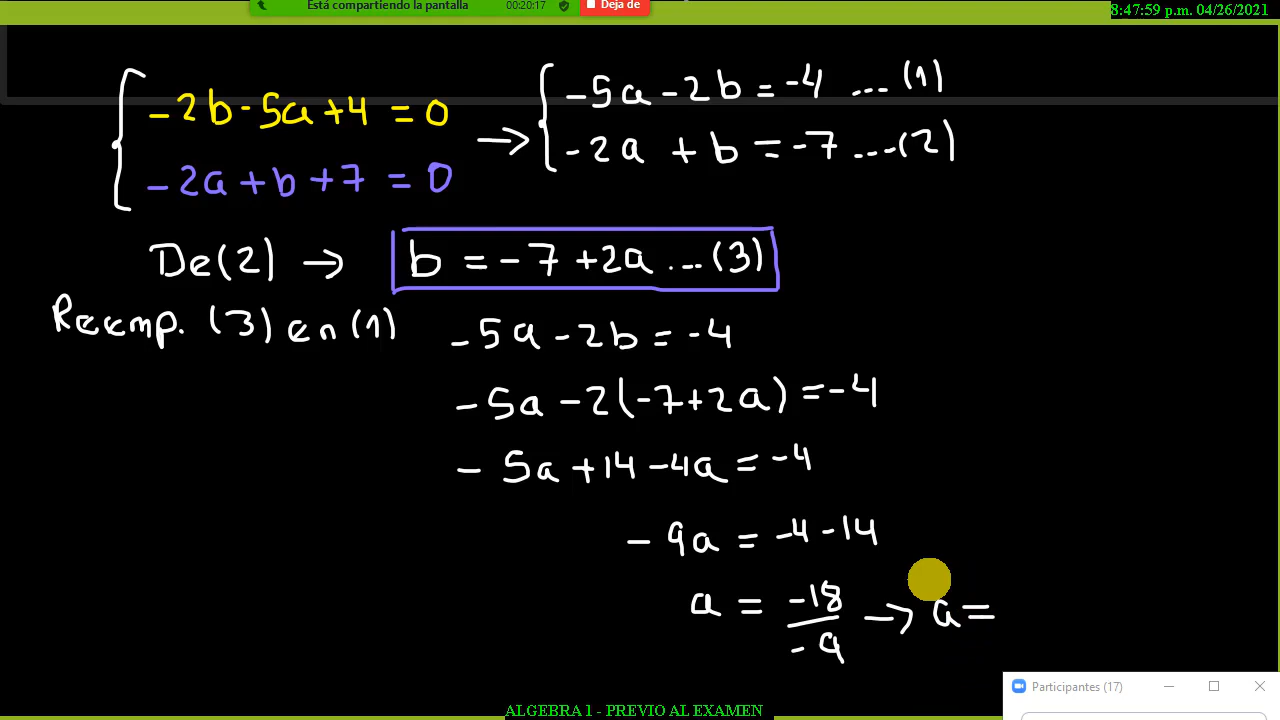 Está compartiendo la pantalla 00:20:17 Deja de
8:47:59 p.m. 04/26/2021
-2b-5a+4=0
-2a+b+7=0
→
-5a-2b=-4 ...(1)
-2a+b=-7 ...(2)
De(2) → b=-7+2a...(3)
Reemp. (3) en (1)
-5a-2b=-4
-5a-2(-7+2a)=-4
-5a+14-4a=-4
-9a=-4-14
a = -18/-9 → a=
Participantes (17)
ALGEBRA 1 - PREVIO AL EXAMEN